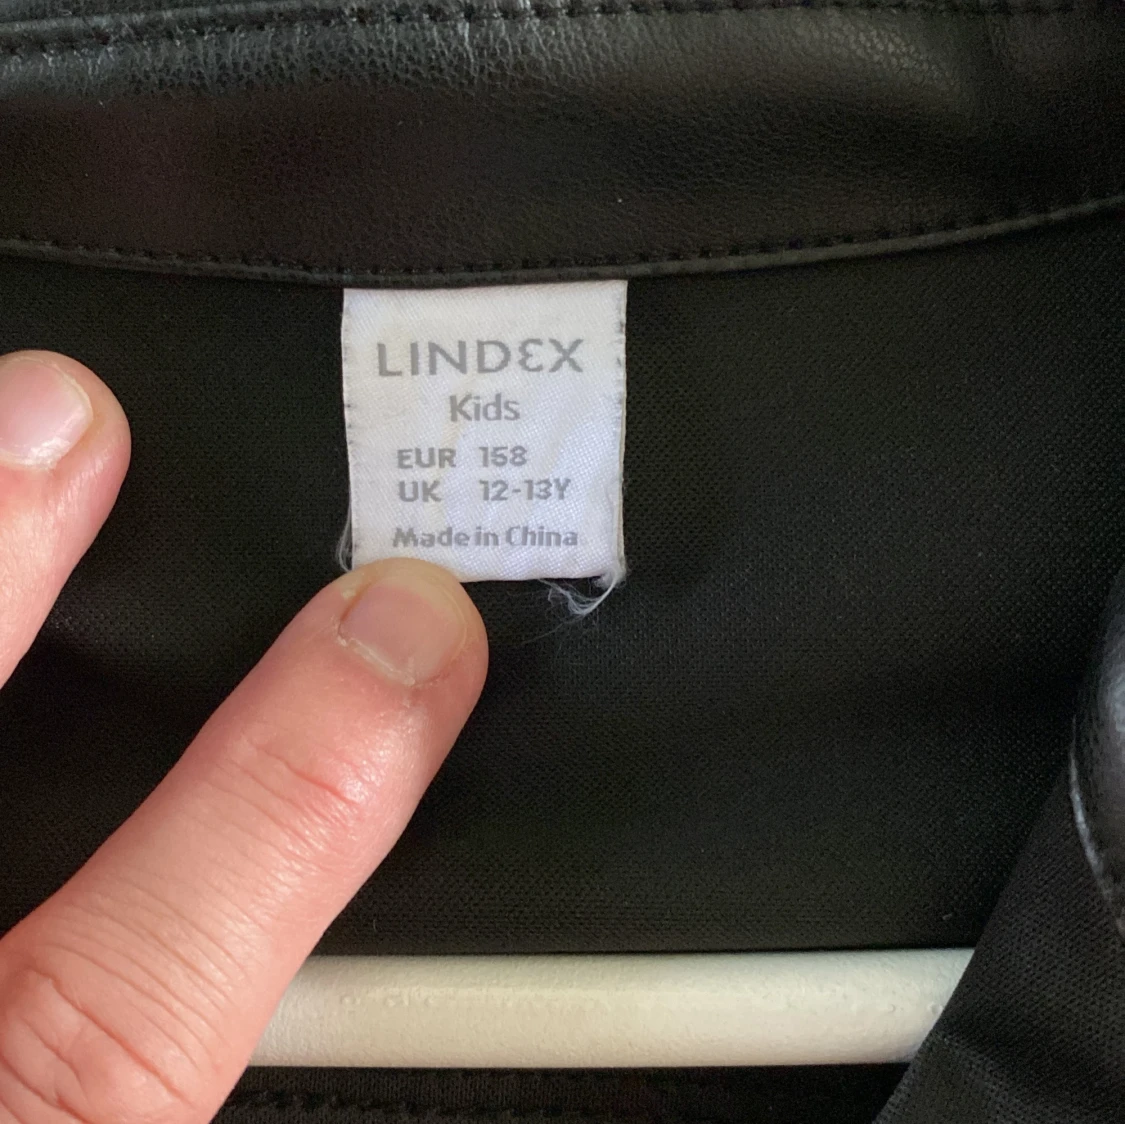 LINDEX
Kids
EUR 158
UK 12-13Y
Made in China